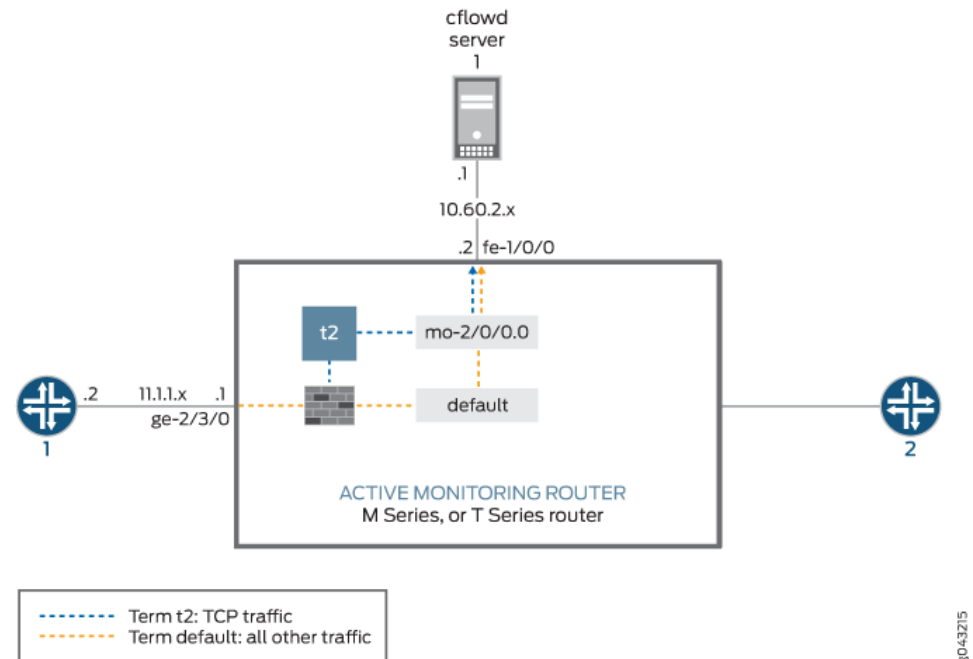 cflowd
server
1
.1
10.60.2.x
.2 fe-1/0/0
t2
mo-2/0/0.0
.2 11.1.1.x .1
ge-2/3/0
default
1
2
ACTIVE MONITORING ROUTER
M Series, or T Series router
Term t2: TCP traffic
Term default: all other traffic
g043215